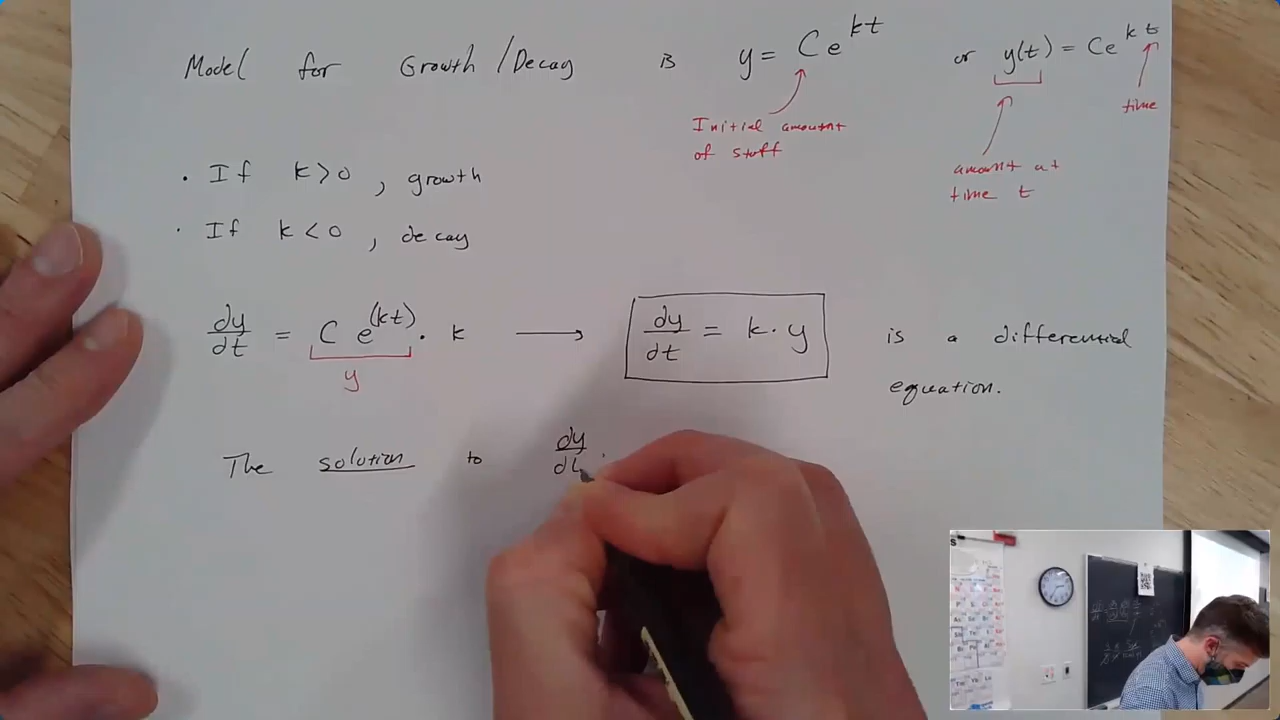 Model for Growth / Decay is y = Ce^{kt} or y(t) = Ce^{kt}
Initial amount of stuff
amount at time t
time
• If k > 0, growth
• If k < 0, decay
dy/dt = C e^{(kt)} · k → dy/dt = k · y is a differential equation.
y
The solution to dy/dt